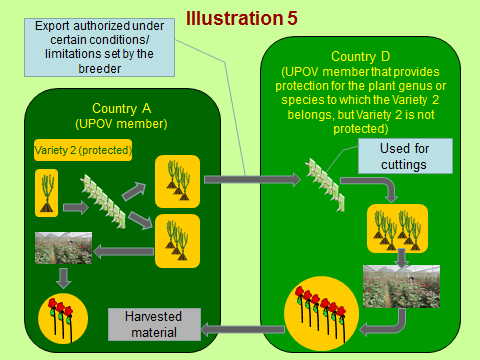 Illustration 5
Export authorized under
certain conditions/
limitations set by the
breeder
Country A
(UPOV member)
Variety 2 (protected)
Country D
(UPOV member that provides
protection for the plant genus or
species to which the Variety 2
belongs, but Variety 2 is not
protected)
Used for
cuttings
Harvested
material